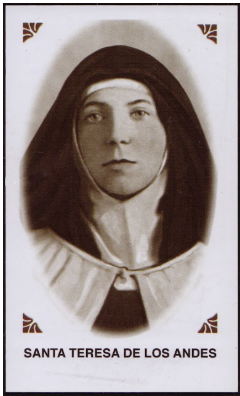 SANTA TERESA DE LOS ANDES